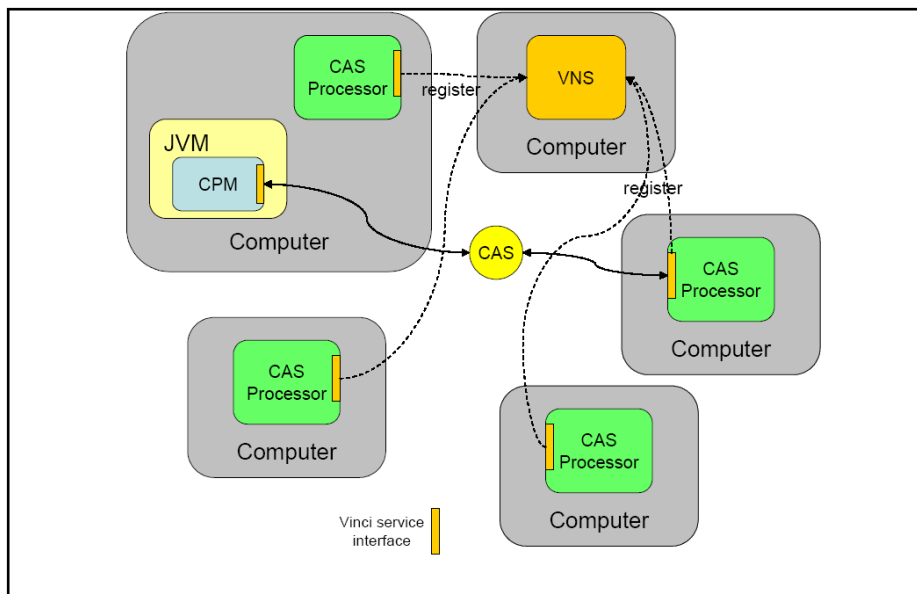 CAS
Processor
register
VNS
Computer
JVM
CPM
Computer
register
CAS
CAS
Processor
Computer
CAS
Processor
Computer
CAS
Processor
Computer
Vinci service
interface